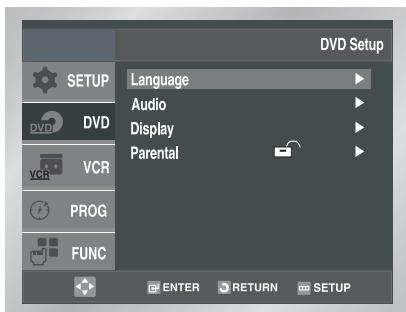 DVD Setup
SETUP
DVD DVD
VCR VCR
PROG
FUNC
Language
Audio
Display
Parental
ENTER RETURN SETUP